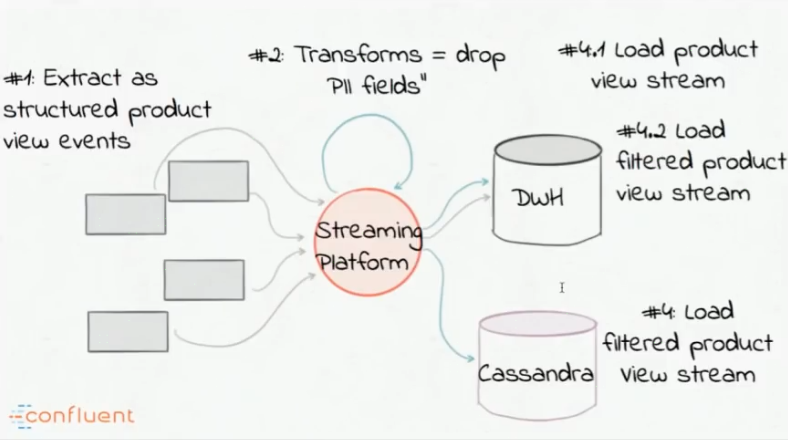 #1: Extract as
structured product
view events
#2: Transforms = drop
PII fields"
#4.1 Load product
view stream
#4.2 Load
filtered product
view stream
DWH
Streaming
Platform
#4: Load
filtered product
view stream
Cassandra
confluent